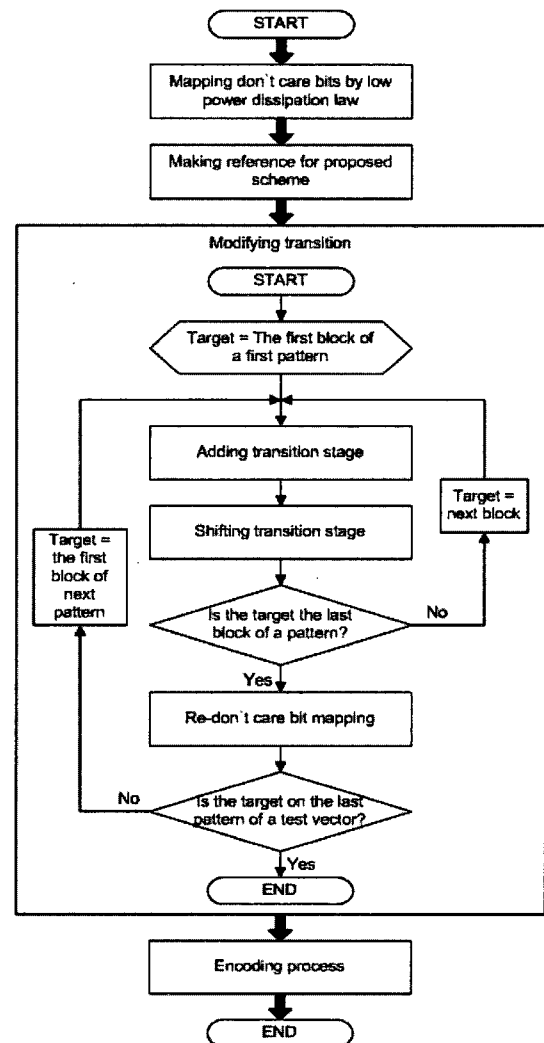 START
Mapping don`t care bits by low
power dissipation law
Making reference for proposed
scheme
Modifying transition
START
Target = The first block of
a first pattern
Adding transition stage
Shifting transition stage
Target =
next block
Target =
the first
block of
next
pattern
Is the target the last
block of a pattern?
No
Yes
Re-don`t care bit mapping
No
Is the target on the last
pattern of a test vector?
Yes
END
Encoding process
END